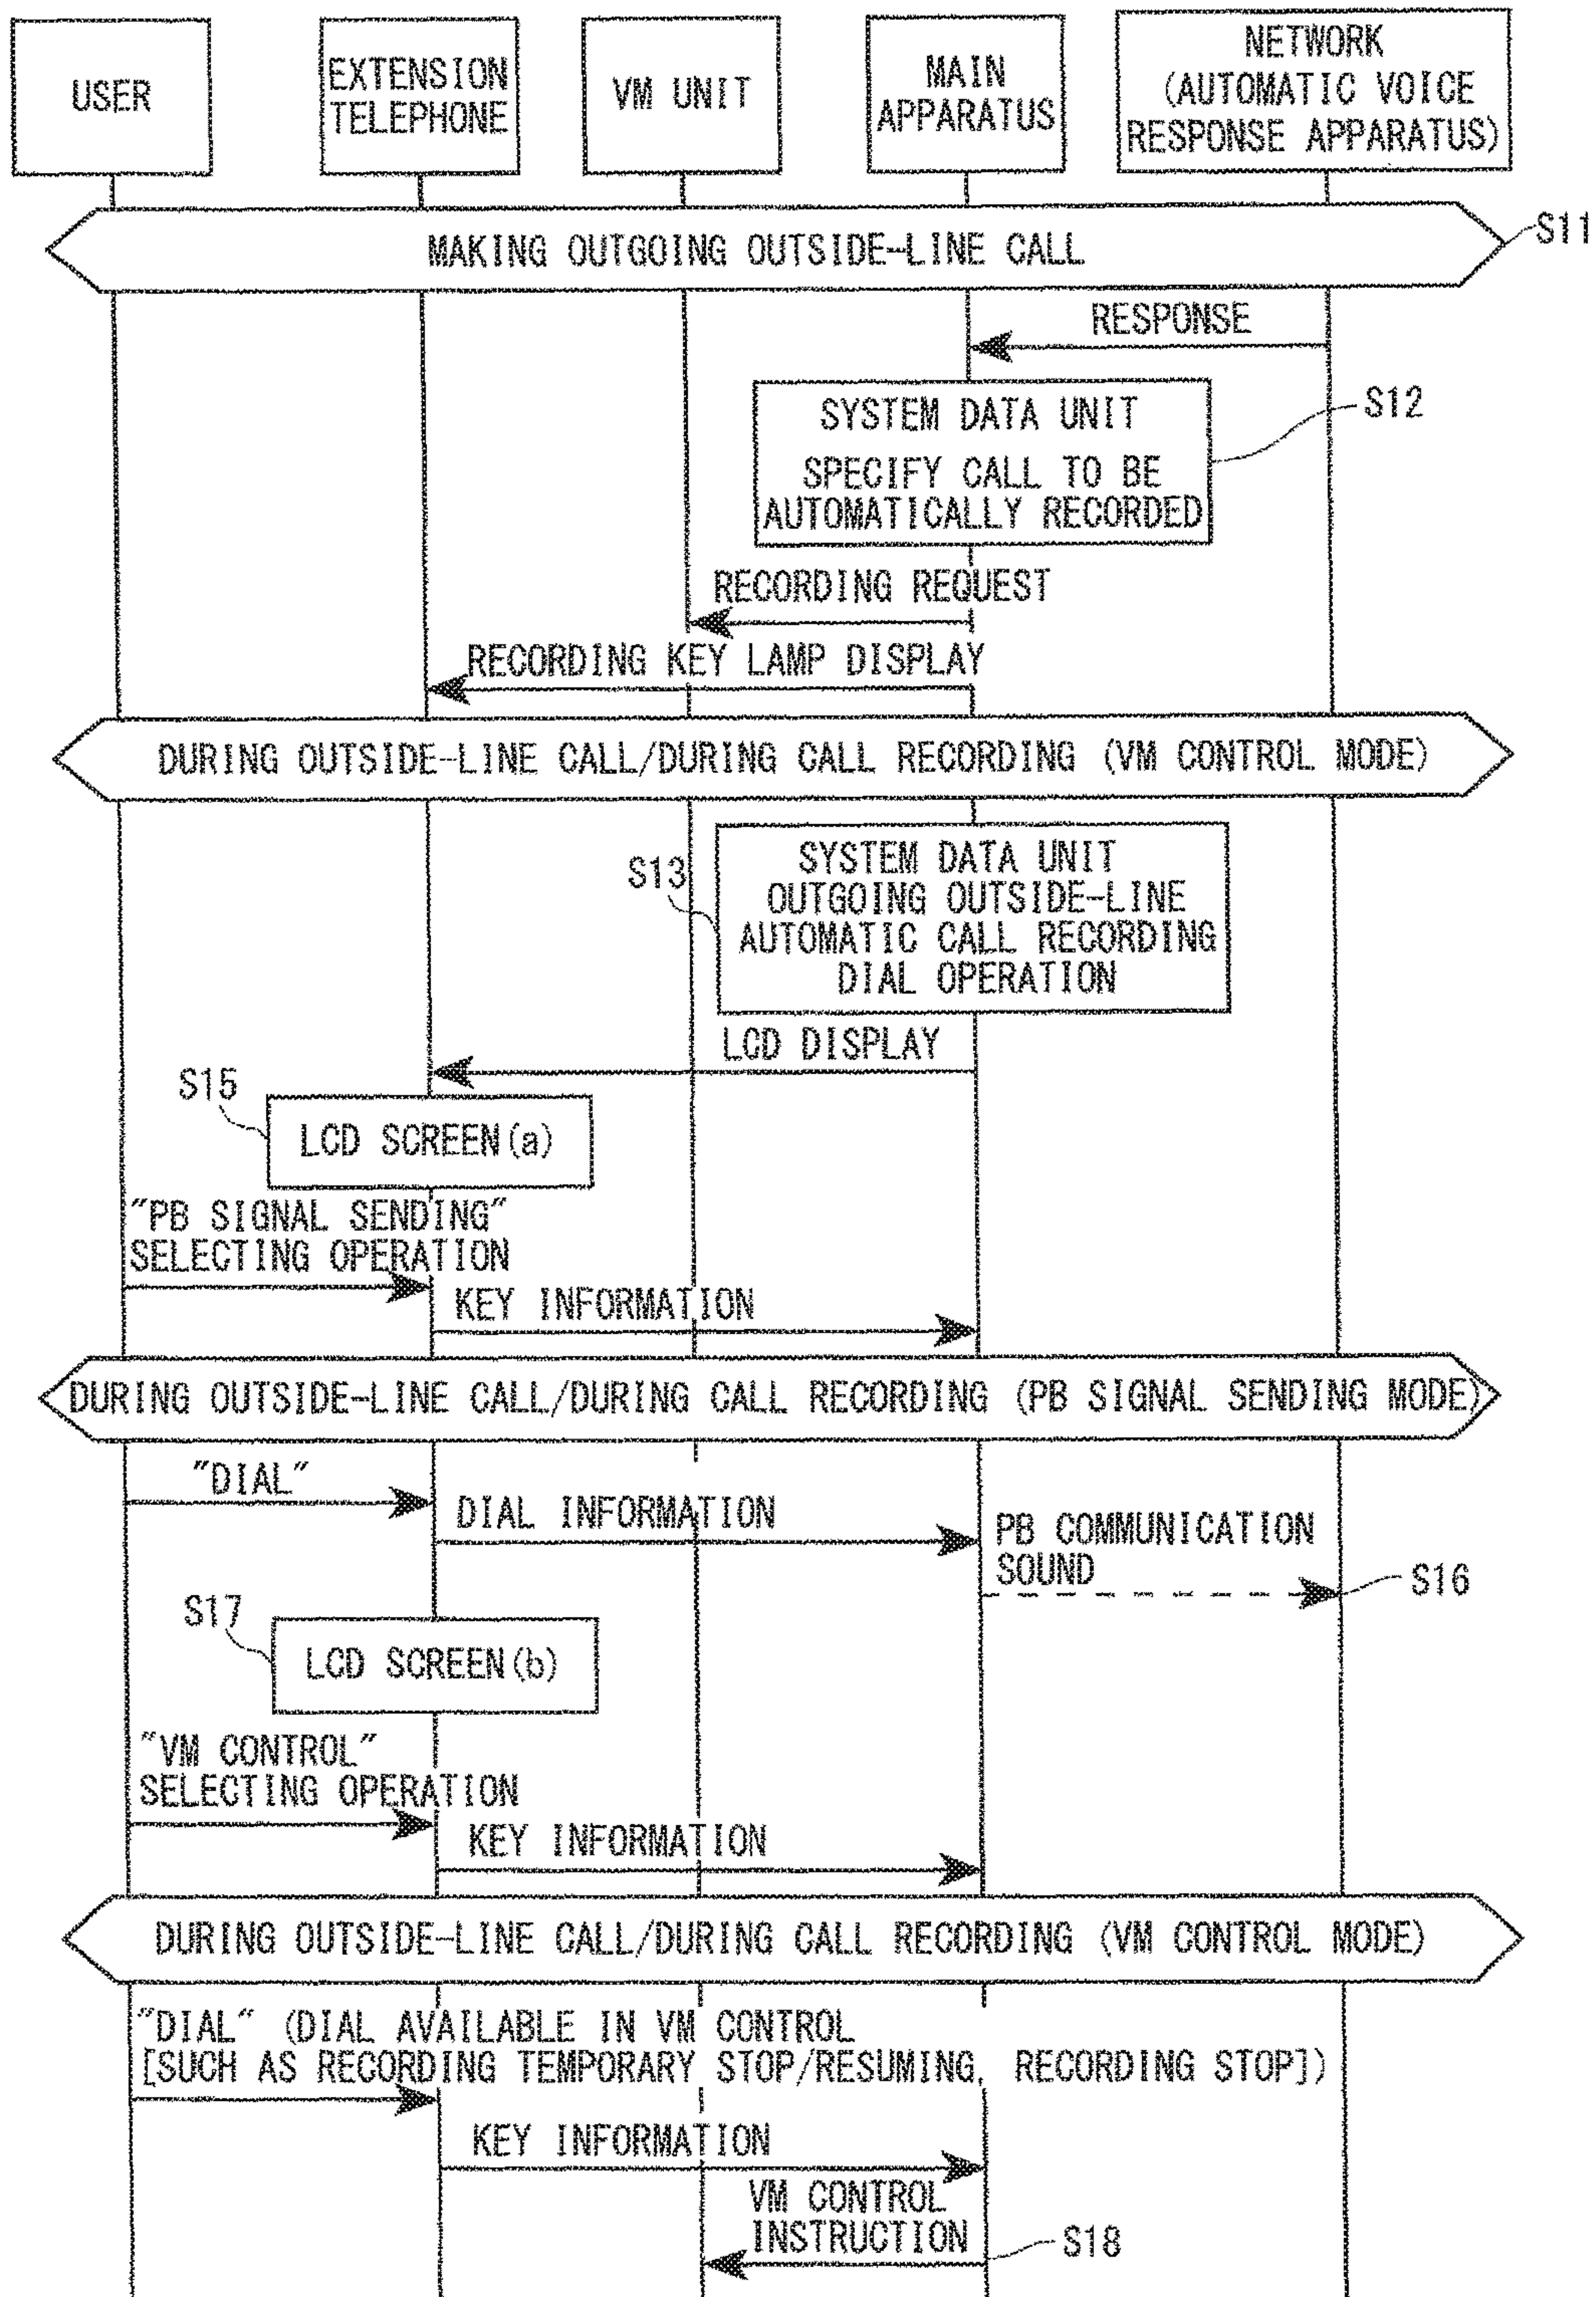 USER
EXTENSION
TELEPHONE
VM UNIT
MAIN
APPARATUS
NETWORK
(AUTOMATIC VOICE
RESPONSE APPARATUS)
MAKING OUTGOING OUTSIDE-LINE CALL
S11
RESPONSE
SYSTEM DATA UNIT
SPECIFY CALL TO BE
AUTOMATICALLY RECORDED
S12
RECORDING REQUEST
RECORDING KEY LAMP DISPLAY
DURING OUTSIDE-LINE CALL/DURING CALL RECORDING (VM CONTROL MODE)
S13
SYSTEM DATA UNIT
OUTGOING OUTSIDE-LINE
AUTOMATIC CALL RECORDING
DIAL OPERATION
LCD DISPLAY
S15
LCD SCREEN(a)
"PB SIGNAL SENDING"
SELECTING OPERATION
KEY INFORMATION
DURING OUTSIDE-LINE CALL/DURING CALL RECORDING (PB SIGNAL SENDING MODE)
"DIAL"
DIAL INFORMATION
PB COMMUNICATION
SOUND
S16
S17
LCD SCREEN(b)
"VM CONTROL"
SELECTING OPERATION
KEY INFORMATION
DURING OUTSIDE-LINE CALL/DURING CALL RECORDING (VM CONTROL MODE)
"DIAL" (DIAL AVAILABLE IN VM CONTROL
[SUCH AS RECORDING TEMPORARY STOP/RESUMING, RECORDING STOP])
KEY INFORMATION
VM CONTROL
INSTRUCTION
S18